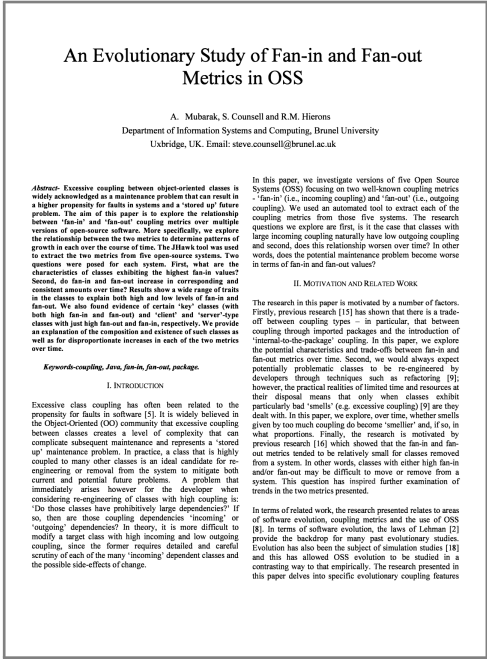 An Evolutionary Study of Fan-in and Fan-out
Metrics in OSS
A. Mubarak, S. Counsell and R.M. Hierons
Department of Information Systems and Computing, Brunel University
Uxbridge, UK. Email: steve.counsell@brunel.ac.uk
Abstract- Excessive coupling between object-oriented classes is
widely acknowledged as a maintenance problem that can result in
a higher propensity for faults in systems and a 'stored up' future
problem. The aim of this paper is to explore the relationship
between 'fan-in' and 'fan-out' coupling metrics over multiple
versions of open-source software. More specifically, we explore
the relationship between the two metrics to determine patterns of
growth in each over the course of time. The JHawk tool was used
to extract the two metrics from five open-source systems. Two
questions were posed for each system. First, what are the
characteristics of classes exhibiting the highest fan-in values?
Second, do fan-in and fan-out increase in corresponding and
consistent amounts over time? Results show a wide range of traits
in the classes to explain both high and low levels of fan-in and
fan-out. We also found evidence of certain 'key' classes (with
both high fan-in and fan-out) and 'client' and 'server'-type
classes with just high fan-out and fan-in, respectively. We provide
an explanation of the composition and existence of such classes as
well as for disproportionate increases in each of the two metrics
over time.
Keywords-coupling, Java, fan-in, fan-out, package.
I. INTRODUCTION
Excessive class coupling has often been related to the
propensity for faults in software [5]. It is widely believed in
the Object-Oriented (OO) community that excessive coupling
between classes creates a level of complexity that can
complicate subsequent maintenance and represents a 'stored
up' maintenance problem. In practice, a class that is highly
coupled to many other classes is an ideal candidate for re-
engineering or removal from the system to mitigate both
current and potential future problems. A problem that
immediately arises however for the developer when
considering re-engineering of classes with high coupling is:
'Do those classes have prohibitively large dependencies?' If
so, then are those coupling dependencies 'incoming' or
'outgoing' dependencies? In theory, it is more difficult to
modify a target class with high incoming and low outgoing
coupling, since the former requires detailed and careful
scrutiny of each of the many 'incoming' dependent classes and
the possible side-effects of change.
In this paper, we investigate versions of five Open Source
Systems (OSS) focusing on two well-known coupling metrics
- 'fan-in' (i.e., incoming coupling) and 'fan-out' (i.e., outgoing
coupling). We used an automated tool to extract each of the
coupling metrics from those five systems. The research
questions we explore are first, is it the case that classes with
large incoming coupling naturally have low outgoing coupling
and second, does this relationship worsen over time? In other
words, does the potential maintenance problem become worse
in terms of fan-in and fan-out values?
II. MOTIVATION AND RELATED WORK
The research in this paper is motivated by a number of factors.
Firstly, previous research [15] has shown that there is a trade-
off between coupling types – in particular, that between
coupling through imported packages and the introduction of
'internal-to-the-package' coupling. In this paper, we explore
the potential characteristics and trade-offs between fan-in and
fan-out metrics over time. Second, we would always expect
potentially problematic classes to be re-engineered by
developers through techniques such as refactoring [9];
however, the practical realities of limited time and resources at
their disposal means that only when classes exhibit
particularly bad 'smells' (e.g. excessive coupling) [9] are they
dealt with. In this paper, we explore, over time, whether smells
given by too much coupling do become 'smellier' and, if so, in
what proportions. Finally, the research is motivated by
previous research [16] which showed that the fan-in and fan-
out metrics tended to be relatively small for classes removed
from a system. In other words, classes with either high fan-in
and/or fan-out may be difficult to move or remove from a
system. This question has inspired further examination of
trends in the two metrics presented.
In terms of related work, the research presented relates to areas
of software evolution, coupling metrics and the use of OSS
[8]. In terms of software evolution, the laws of Lehman [2]
provide the backdrop for many past evolutionary studies.
Evolution has also been the subject of simulation studies [18]
and this has allowed OSS evolution to be studied in a
contrasting way to that empirically. The research presented in
this paper delves into specific evolutionary coupling features